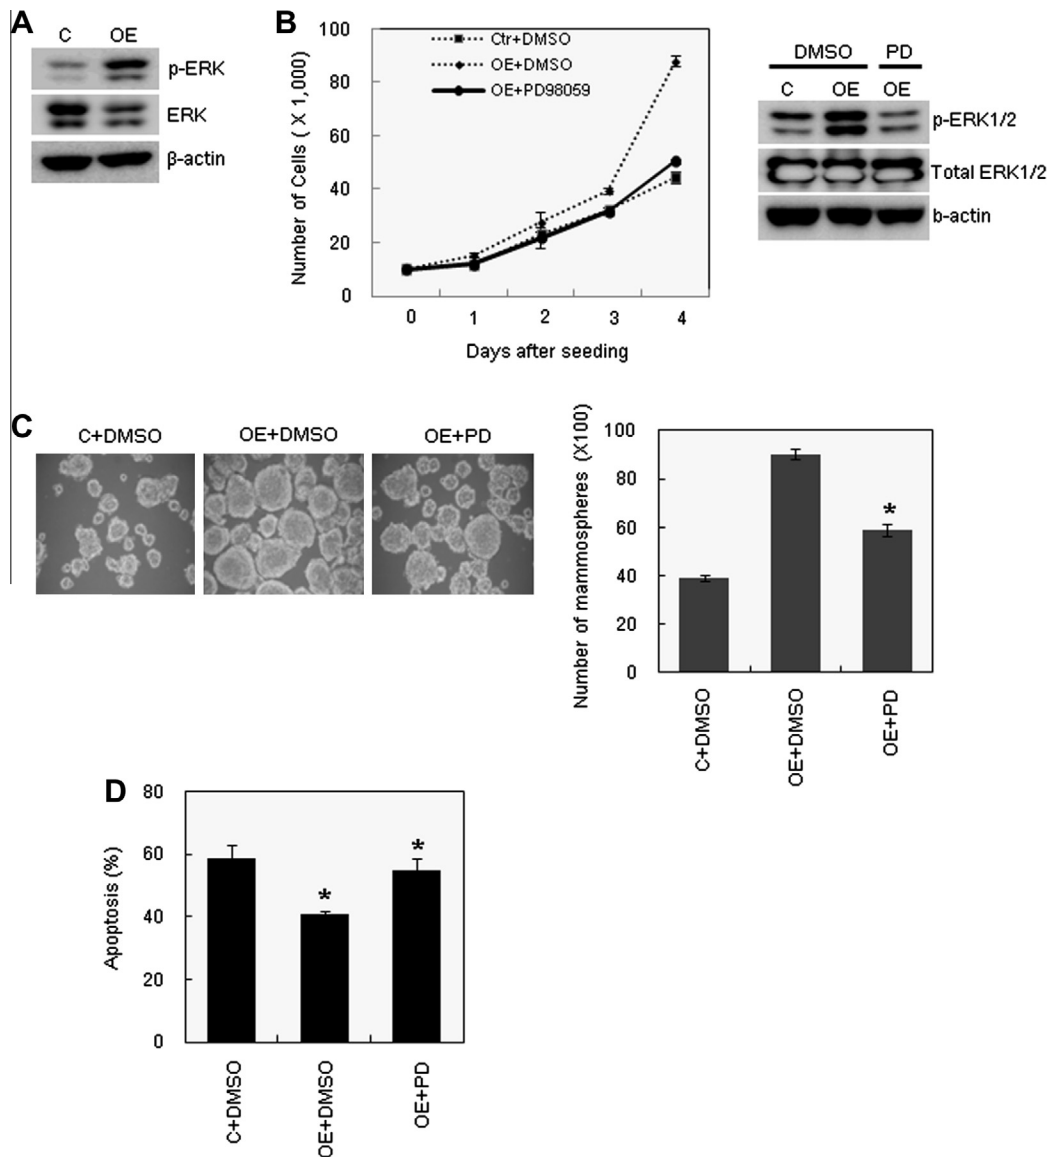 A
C OE
p-ERK
ERK
β-actin
B
100
80
60
40
20
0
Number of Cells ( X 1,000)
Ctr+DMSO
OE+DMSO
OE+PD98059
0 1 2 3 4
Days after seeding
DMSO PD
C OE OE
p-ERK1/2
Total ERK1/2
b-actin
C
C+DMSO OE+DMSO OE+PD
Number of mammospheres (X100)
100
80
60
40
20
0
*
C+DMSO
OE+DMSO
OE+PD
D
Apoptosis (%)
80
60
40
20
0
*
*
C+DMSO
OE+DMSO
OE+PD